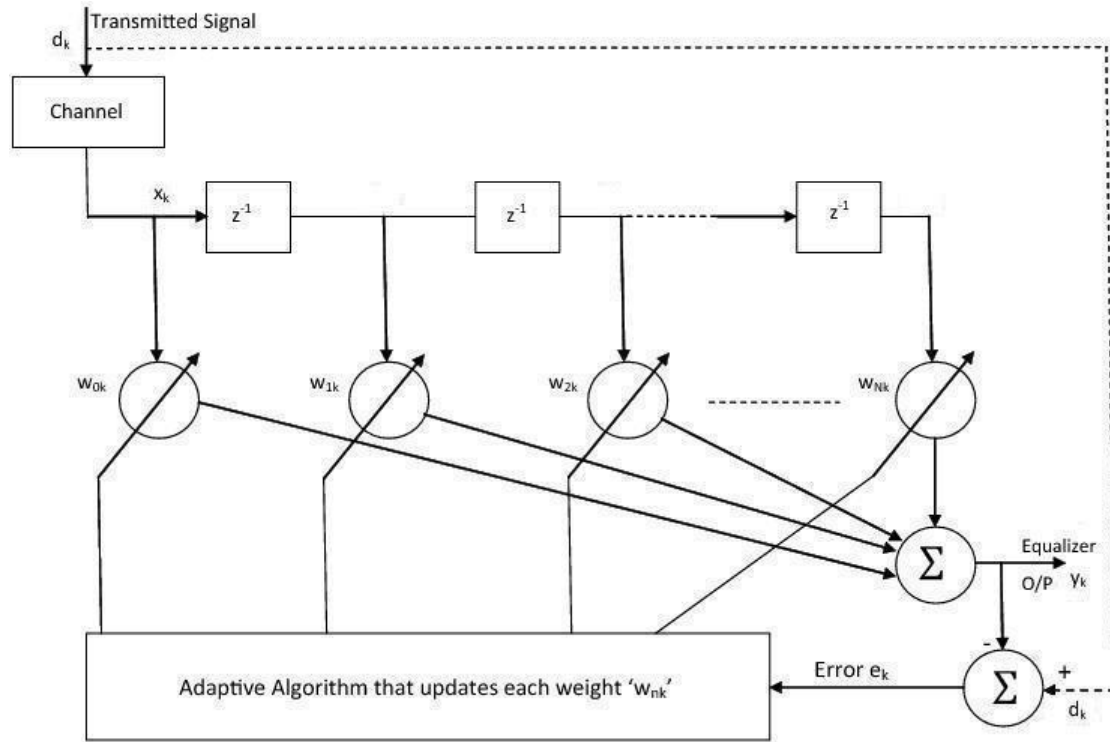 Transmitted Signal
dₖ
Channel
xₖ
z⁻¹
z⁻¹
z⁻¹
w₀ₖ
w₁ₖ
w₂ₖ
wₙₖ
Σ
Equalizer
O/P yₖ
-
Adaptive Algorithm that updates each weight ‘wₙₖ’
Error eₖ
Σ
+
dₖ